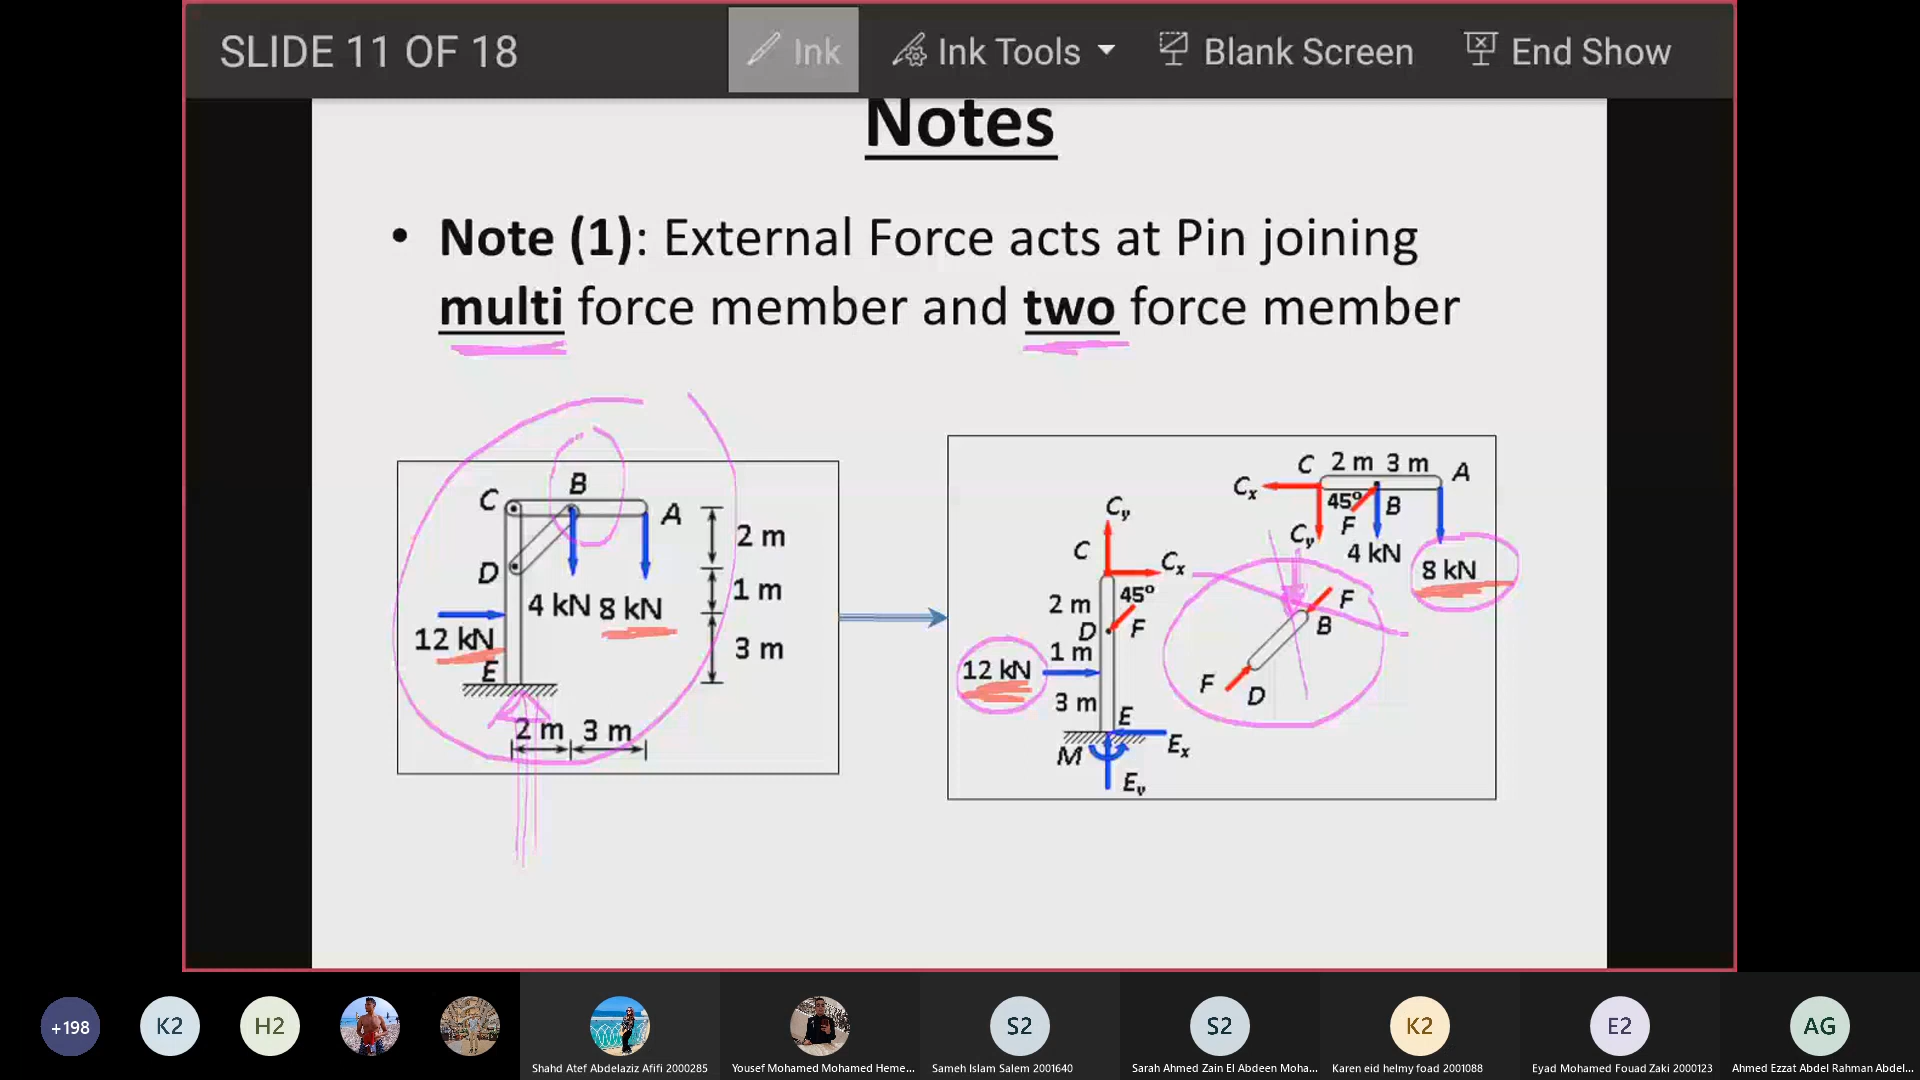 SLIDE 11 OF 18
Ink
Ink Tools
Blank Screen
End Show
Notes
• Note (1): External Force acts at Pin joining
multi force member and two force member
C
B
A
D
E
4 kN
8 kN
12 kN
2 m
1 m
3 m
2 m
3 m
C 2 m 3 m A
Cx
45º
B
F
Cy
4 kN
8 kN
Cy
C
Cx
2 m
45º
D
F
1 m
12 kN
3 m
E
M
Ex
Ey
F
B
F
D
+198
K2
H2
S2
S2
K2
E2
AG
Shahd Atef Abdelaziz Afifi 2000285
Yousef Mohamed Mohamed Heme...
Sameh Islam Salem 2001640
Sarah Ahmed Zain El Abdeen Moha...
Karen eid helmy foad 2001088
Eyad Mohamed Fouad Zaki 2000123
Ahmed Ezzat Abdel Rahman Abdel...